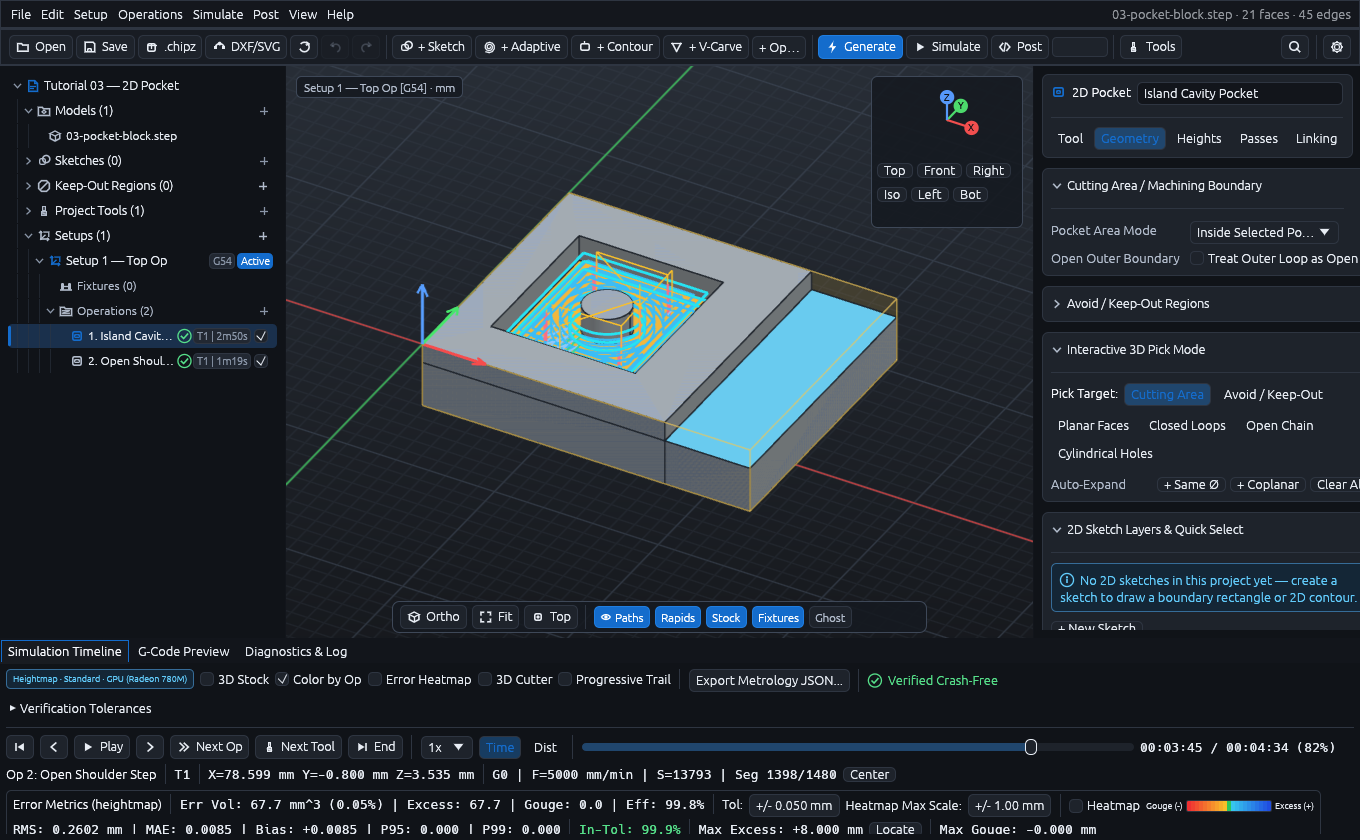 File Edit Setup Operations Simulate Post View Help
03-pocket-block.step · 21 faces · 45 edges
Open Save .chipz DXF/SVG + Sketch + Adaptive + Contour + V-Carve + Op... Generate Simulate Post Tools
Tutorial 03 — 2D Pocket
Models (1) +
03-pocket-block.step
Sketches (0) +
Keep-Out Regions (0) +
Project Tools (1) +
Setups (1) +
Setup 1 — Top Op G54 Active
Fixtures (0)
Operations (2) +
1. Island Cavit... T1 | 2m50s
2. Open Shoul... T1 | 1m19s
Setup 1 — Top Op [G54] · mm
Z Y X
Top Front Right
Iso Left Bot
Ortho Fit Top Paths Rapids Stock Fixtures Ghost
2D Pocket Island Cavity Pocket
Tool Geometry Heights Passes Linking
Cutting Area / Machining Boundary
Pocket Area Mode Inside Selected Po...
Open Outer Boundary Treat Outer Loop as Open
Avoid / Keep-Out Regions
Interactive 3D Pick Mode
Pick Target: Cutting Area Avoid / Keep-Out
Planar Faces Closed Loops Open Chain
Cylindrical Holes
Auto-Expand + Same Ø + Coplanar Clear Al
2D Sketch Layers & Quick Select
No 2D sketches in this project yet — create a
sketch to draw a boundary rectangle or 2D contour.
+ New Sketch
Simulation Timeline G-Code Preview Diagnostics & Log
Heightmap · Standard · GPU (Radeon 780M) 3D Stock Color by Op Error Heatmap 3D Cutter Progressive Trail Export Metrology JSON... Verified Crash-Free
Verification Tolerances
Play Next Op Next Tool End 1x Time Dist 00:03:45 / 00:04:34 (82%)
Op 2: Open Shoulder Step T1 X=78.599 mm Y=-0.800 mm Z=3.535 mm G0 | F=5000 mm/min | S=13793 | Seg 1398/1480 Center
Error Metrics (heightmap) Err Vol: 67.7 mm^3 (0.05%) | Excess: 67.7 | Gouge: 0.0 | Eff: 99.8% Tol: +/- 0.050 mm Heatmap Max Scale: +/- 1.00 mm Heatmap Gouge (-) Excess (+)
RMS: 0.2602 mm | MAE: 0.0085 | Bias: +0.0085 | P95: 0.000 | P99: 0.000 In-Tol: 99.9% Max Excess: +8.000 mm Locate Max Gouge: -0.000 mm